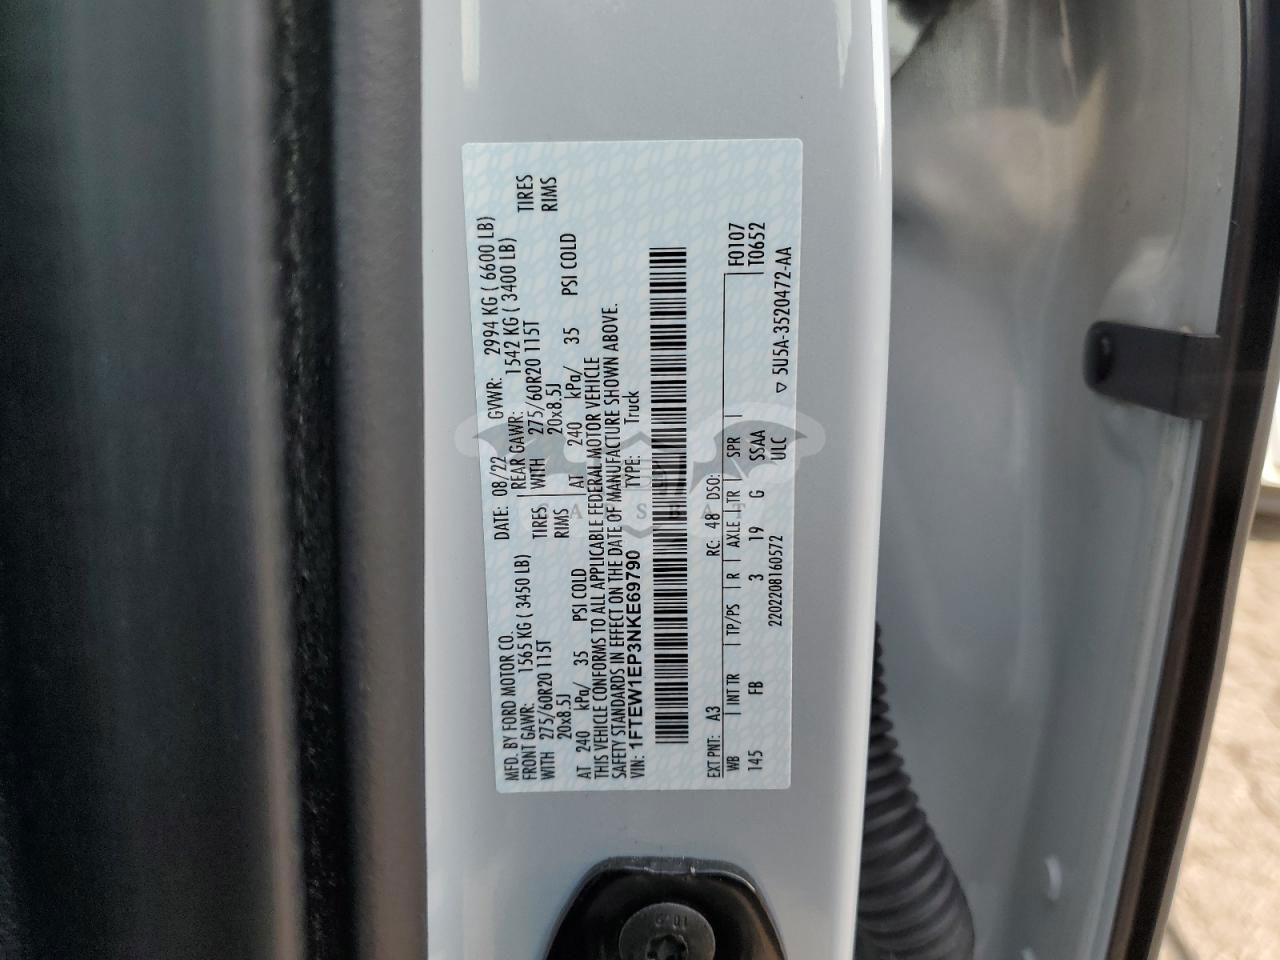 MFD. BY FORD MOTOR CO.
DATE: 08/22 GVWR: 2994 KG ( 6600 LB)
FRONT GAWR: 1565 KG ( 3450 LB)
REAR GAWR: 1542 KG ( 3400 LB)
WITH 275/60R20 115T TIRES
WITH 275/60R20 115T TIRES
20x8.5J RIMS
20x8.5J RIMS
AT 240 kPa/ 35 PSI COLD
AT 240 kPa/ 35 PSI COLD
THIS VEHICLE CONFORMS TO ALL APPLICABLE FEDERAL MOTOR VEHICLE
SAFETY STANDARDS IN EFFECT ON THE DATE OF MANUFACTURE SHOWN ABOVE.
VIN: 1FTEW1EP3NKE69790
TYPE: Truck
EXT PNT: A3 RC: 48 DSO: F0107
WB INT TR TP/PS R AXLE TR SPR T0652
145 FB 3 19 G SSAA
2202208160572 ULC ▽ 5U5A-3520472-AA